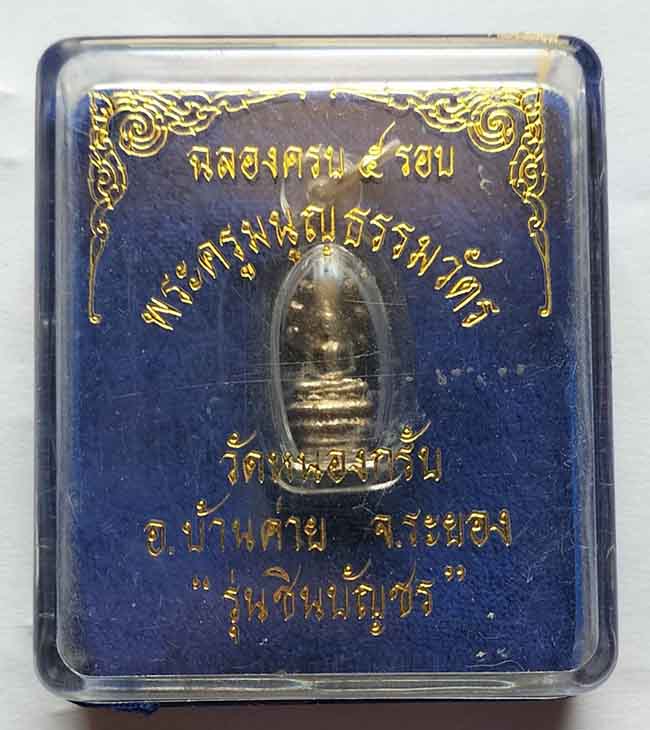 ฉลองครบ ๕ รอบ
พระครูมนูญธรรมวัตร
วัดหนองกรับ
อ.บ้านค่าย จ.ระยอง
"รุ่นชินบัญชร"